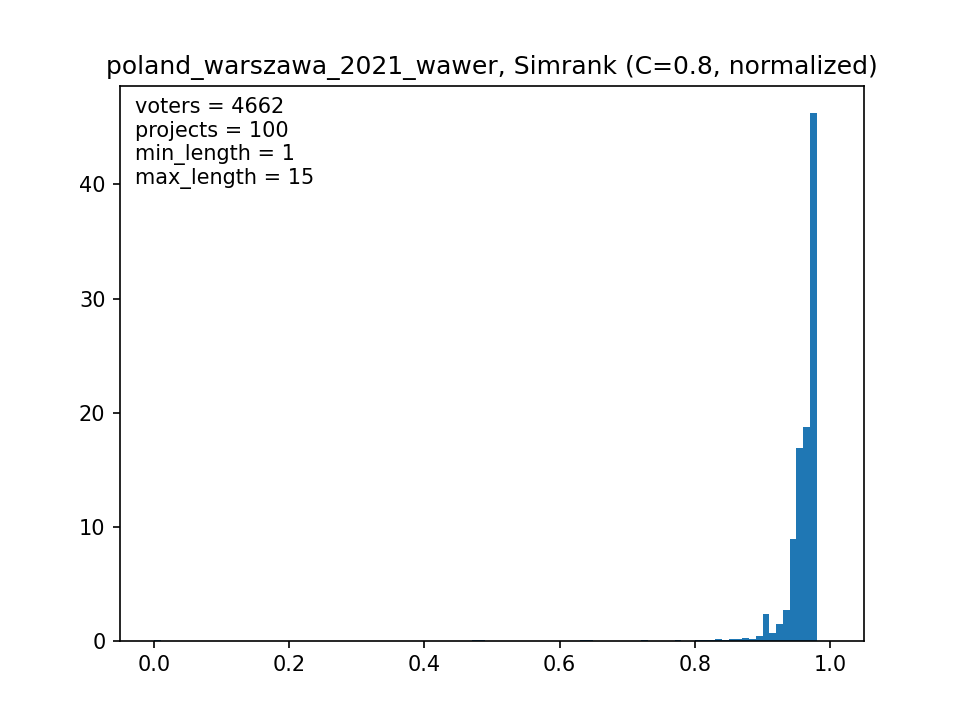 poland_warszawa_2021_wawer, Simrank (C=0.8, normalized)
voters = 4662
projects = 100
min_length = 1
max_length = 15
40
30
20
10
0
0.0 0.2 0.4 0.6 0.8 1.0